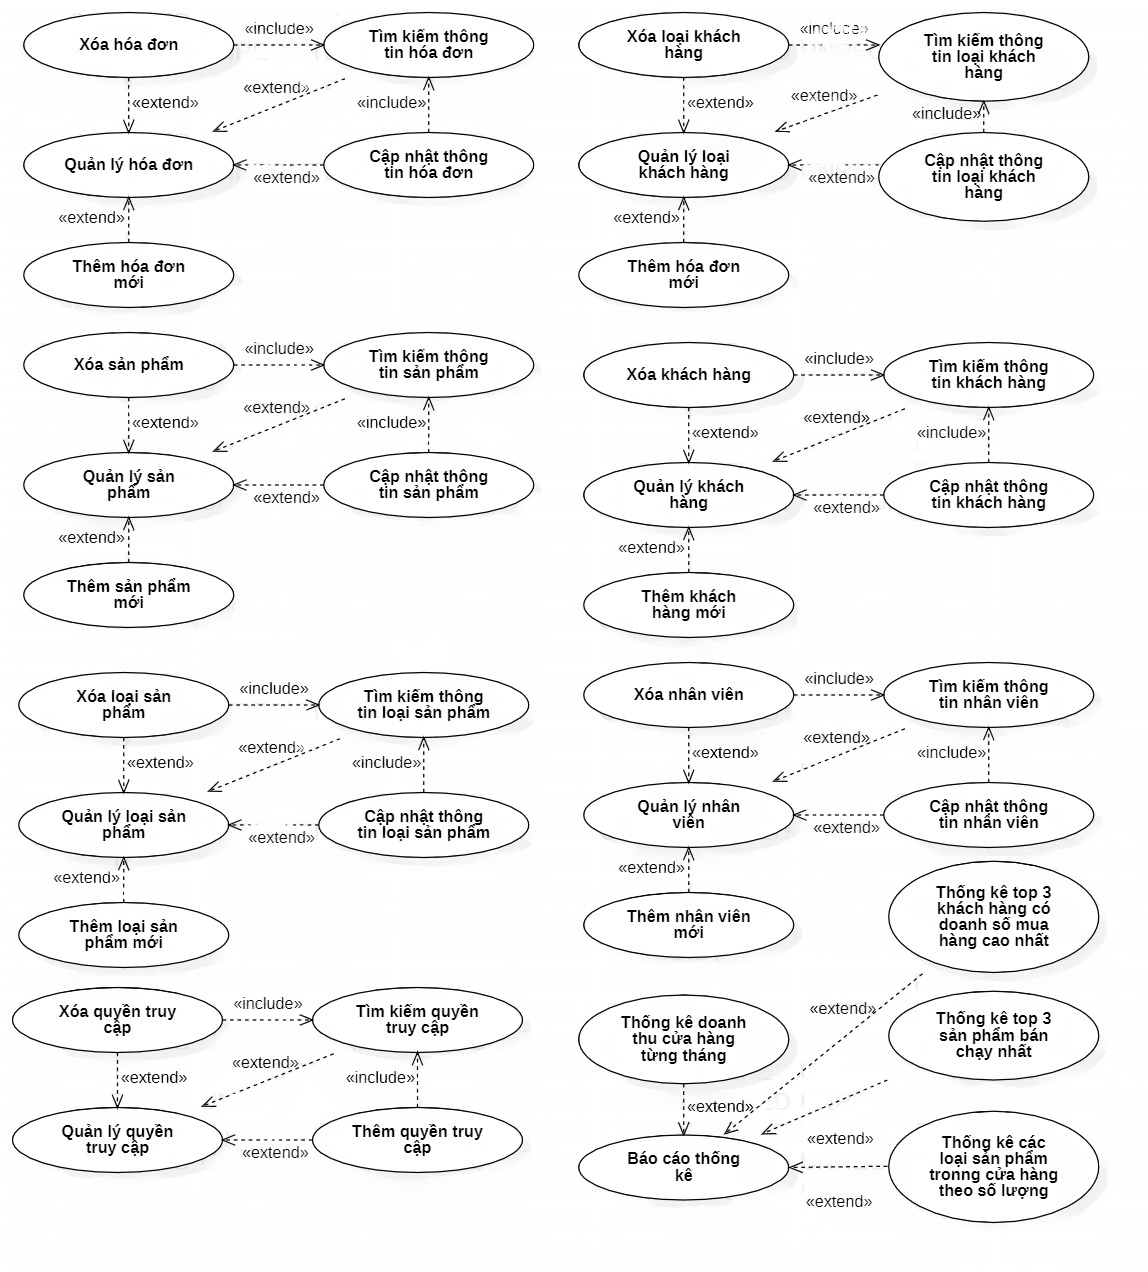 Xóa hóa đơn
«include»
Tìm kiếm thông
tin hóa đơn
«extend»
«extend»
«include»
Quản lý hóa đơn
Cập nhật thông
tin hóa đơn
«extend»
«extend»
Thêm hóa đơn
mới
Xóa loại khách
hàng
«include»
Tìm kiếm thông
tin loại khách
hàng
«extend»
«extend»
«include»
Quản lý loại
khách hàng
Cập nhật thông
tin loại khách
hàng
«extend»
«extend»
Thêm hóa đơn
mới
Xóa sản phẩm
«include»
Tìm kiếm thông
tin sản phẩm
«extend»
«extend»
«include»
Quản lý sản
phẩm
Cập nhật thông
tin sản phẩm
«extend»
«extend»
Thêm sản phẩm
mới
Xóa khách hàng
«include»
Tìm kiếm thông
tin khách hàng
«extend»
«extend»
«include»
Quản lý khách
hàng
Cập nhật thông
tin khách hàng
«extend»
«extend»
Thêm khách
hàng mới
Xóa loại sản
phẩm
«include»
Tìm kiếm thông
tin loại sản phẩm
«extend»
«extend»
«include»
Quản lý loại sản
phẩm
Cập nhật thông
tin loại sản phẩm
«extend»
«extend»
Thêm loại sản
phẩm mới
Xóa nhân viên
«include»
Tìm kiếm thông
tin nhân viên
«extend»
«extend»
«include»
Quản lý nhân
viên
Cập nhật thông
tin nhân viên
«extend»
«extend»
Thêm nhân viên
mới
Xóa quyền truy
cập
«include»
Tìm kiếm quyền
truy cập
«extend»
«extend»
«include»
Quản lý quyền
truy cập
Thêm quyền truy
cập
«extend»
Thống kê top 3
khách hàng có
doanh số mua
hàng cao nhất
«extend»
Thống kê doanh
thu cửa hàng
từng tháng
Thống kê top 3
sản phẩm bán
chạy nhất
«extend»
«extend»
Báo cáo thống
kê
Thống kê các
loại sản phẩm
tronng cửa hàng
theo số lượng
«extend»